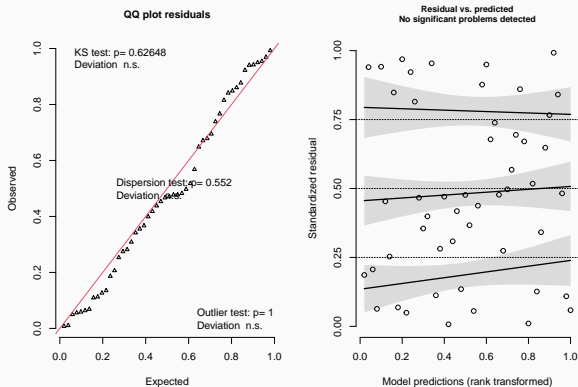 QQ plot residuals
KS test: p= 0.62648
Deviation n.s.
Dispersion test: p= 0.552
Deviation n.s.
Outlier test: p= 1
Deviation n.s.
Observed
0.0
0.2
0.4
0.6
0.8
1.0
0.0
0.2
0.4
0.6
0.8
1.0
Expected
Residual vs. predicted
No significant problems detected
Standardized residual
1.00
0.75
0.50
0.25
0.00
0.0
0.2
0.4
0.6
0.8
1.0
Model predictions (rank transformed)